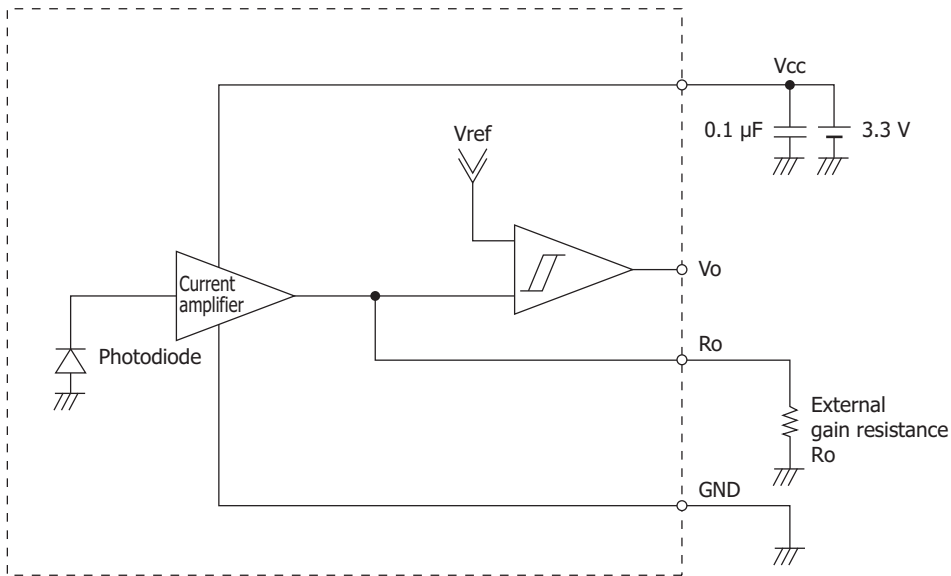 Vcc
0.1 µF
3.3 V
Vref
Vo
Current
amplifier
Photodiode
Ro
External
gain resistance
Ro
GND